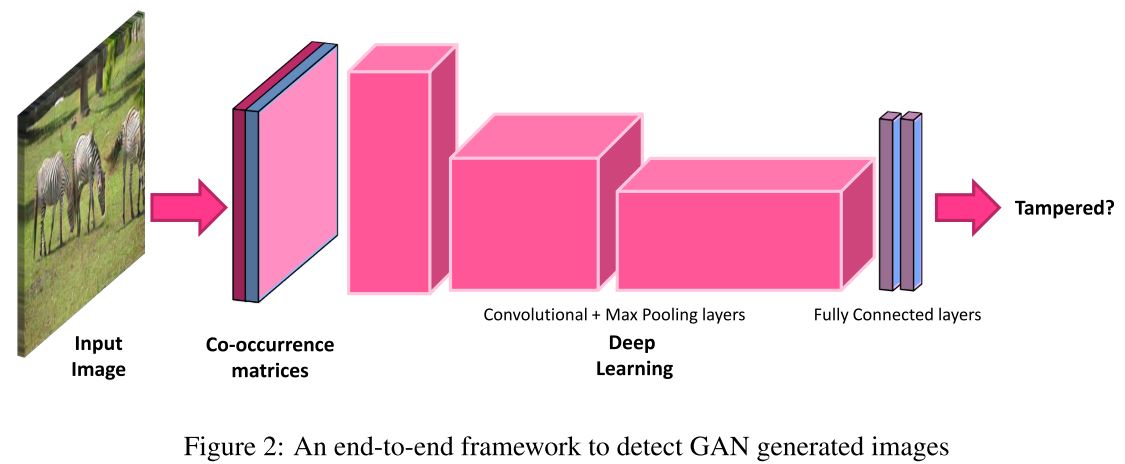 Tampered?
Convolutional + Max Pooling layers
Fully Connected layers
Input
Image
Co-occurrence
matrices
Deep
Learning
Figure 2: An end-to-end framework to detect GAN generated images